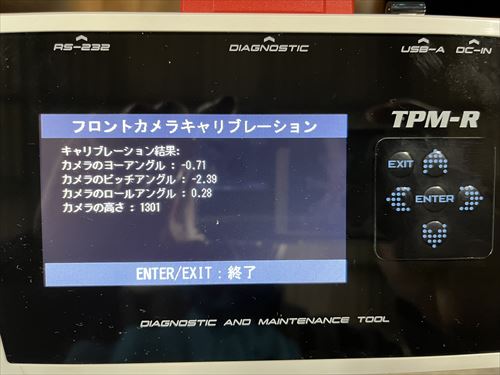 RS-232 DIAGNOSTIC USB-A DC-IN
TPM-R
フロントカメラキャリブレーション
キャリブレーション結果:
カメラのヨーアングル : -0.71
カメラのピッチアングル : -2.39
カメラのロールアングル : 0.28
カメラの高さ : 1301
EXIT
ENTER
ENTER/EXIT : 終了
DIAGNOSTIC AND MAINTENANCE TOOL